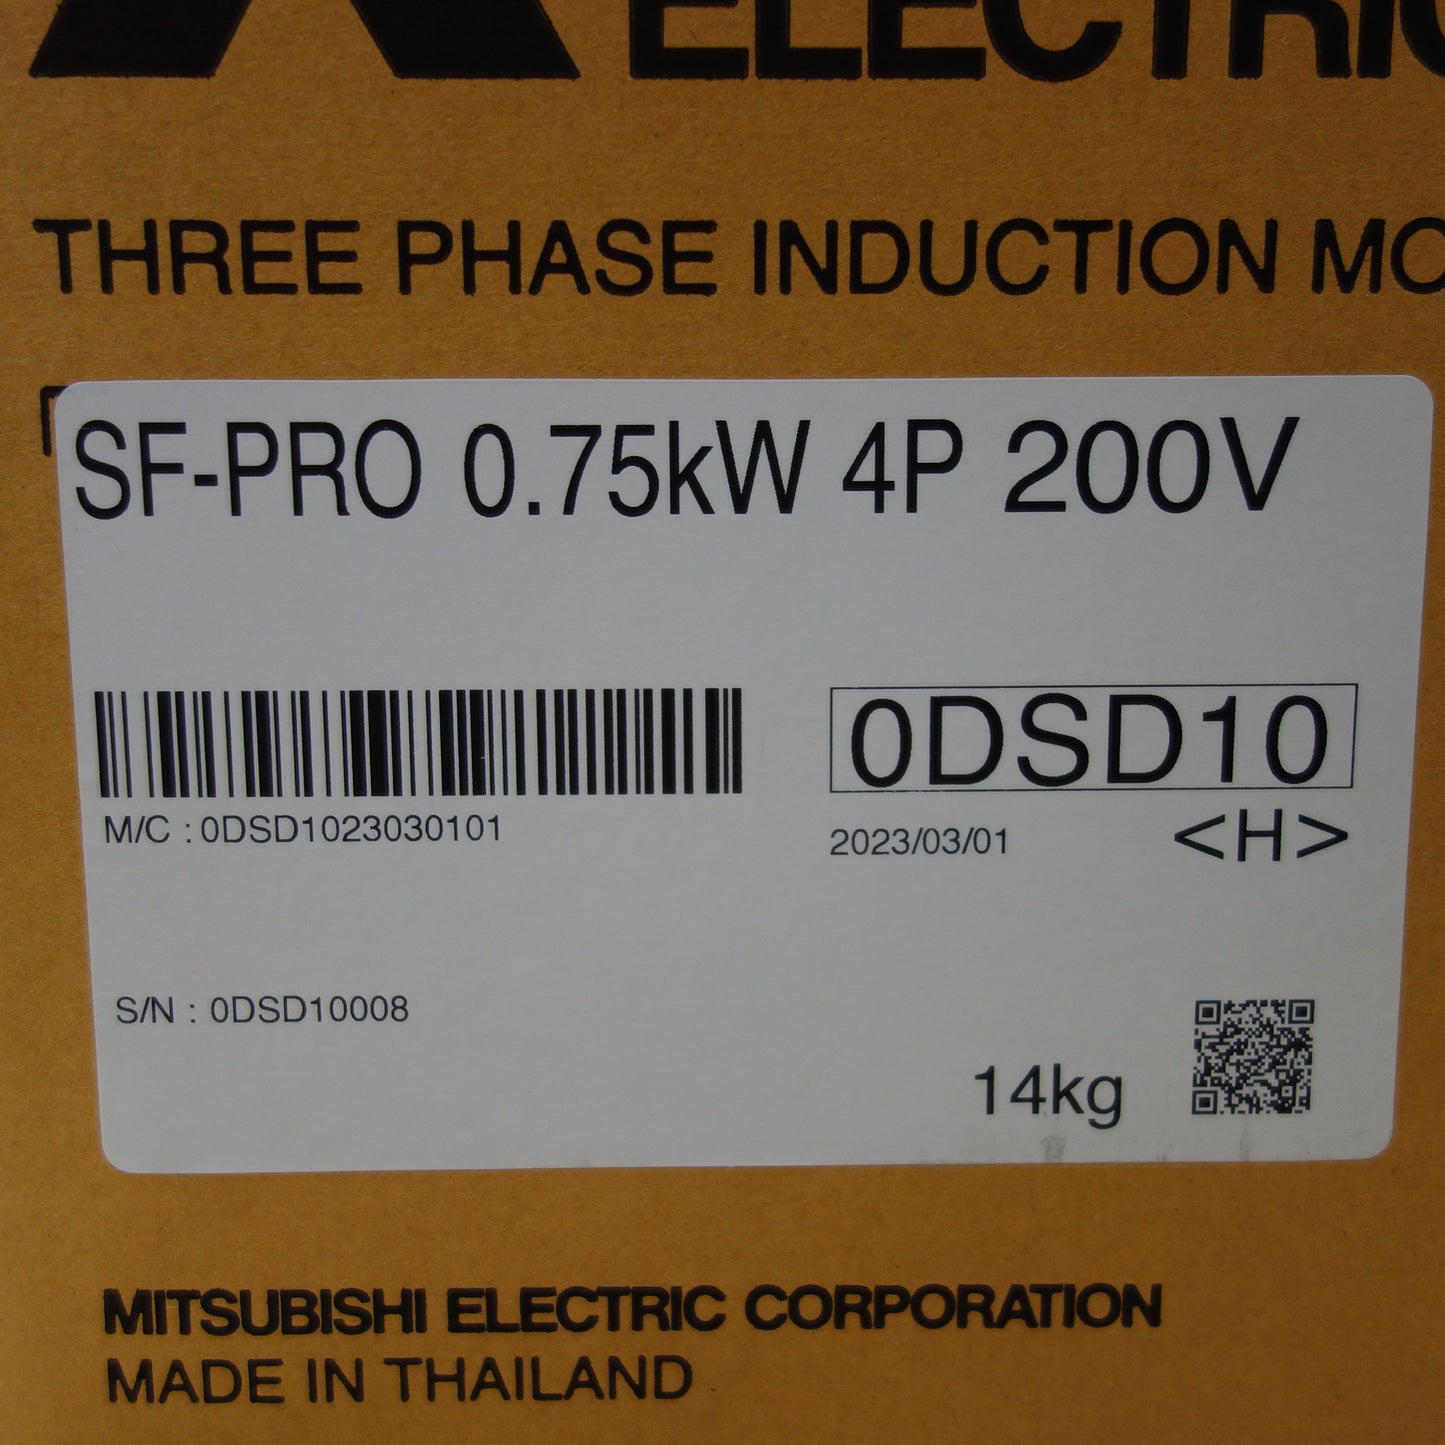 ELECTRIC
THREE PHASE INDUCTION MO
SF-PRO 0.75kW 4P 200V
0DSD10
M/C : 0DSD1023030101
2023/03/01 <H>
S/N : 0DSD10008
14kg
MITSUBISHI ELECTRIC CORPORATION
MADE IN THAILAND